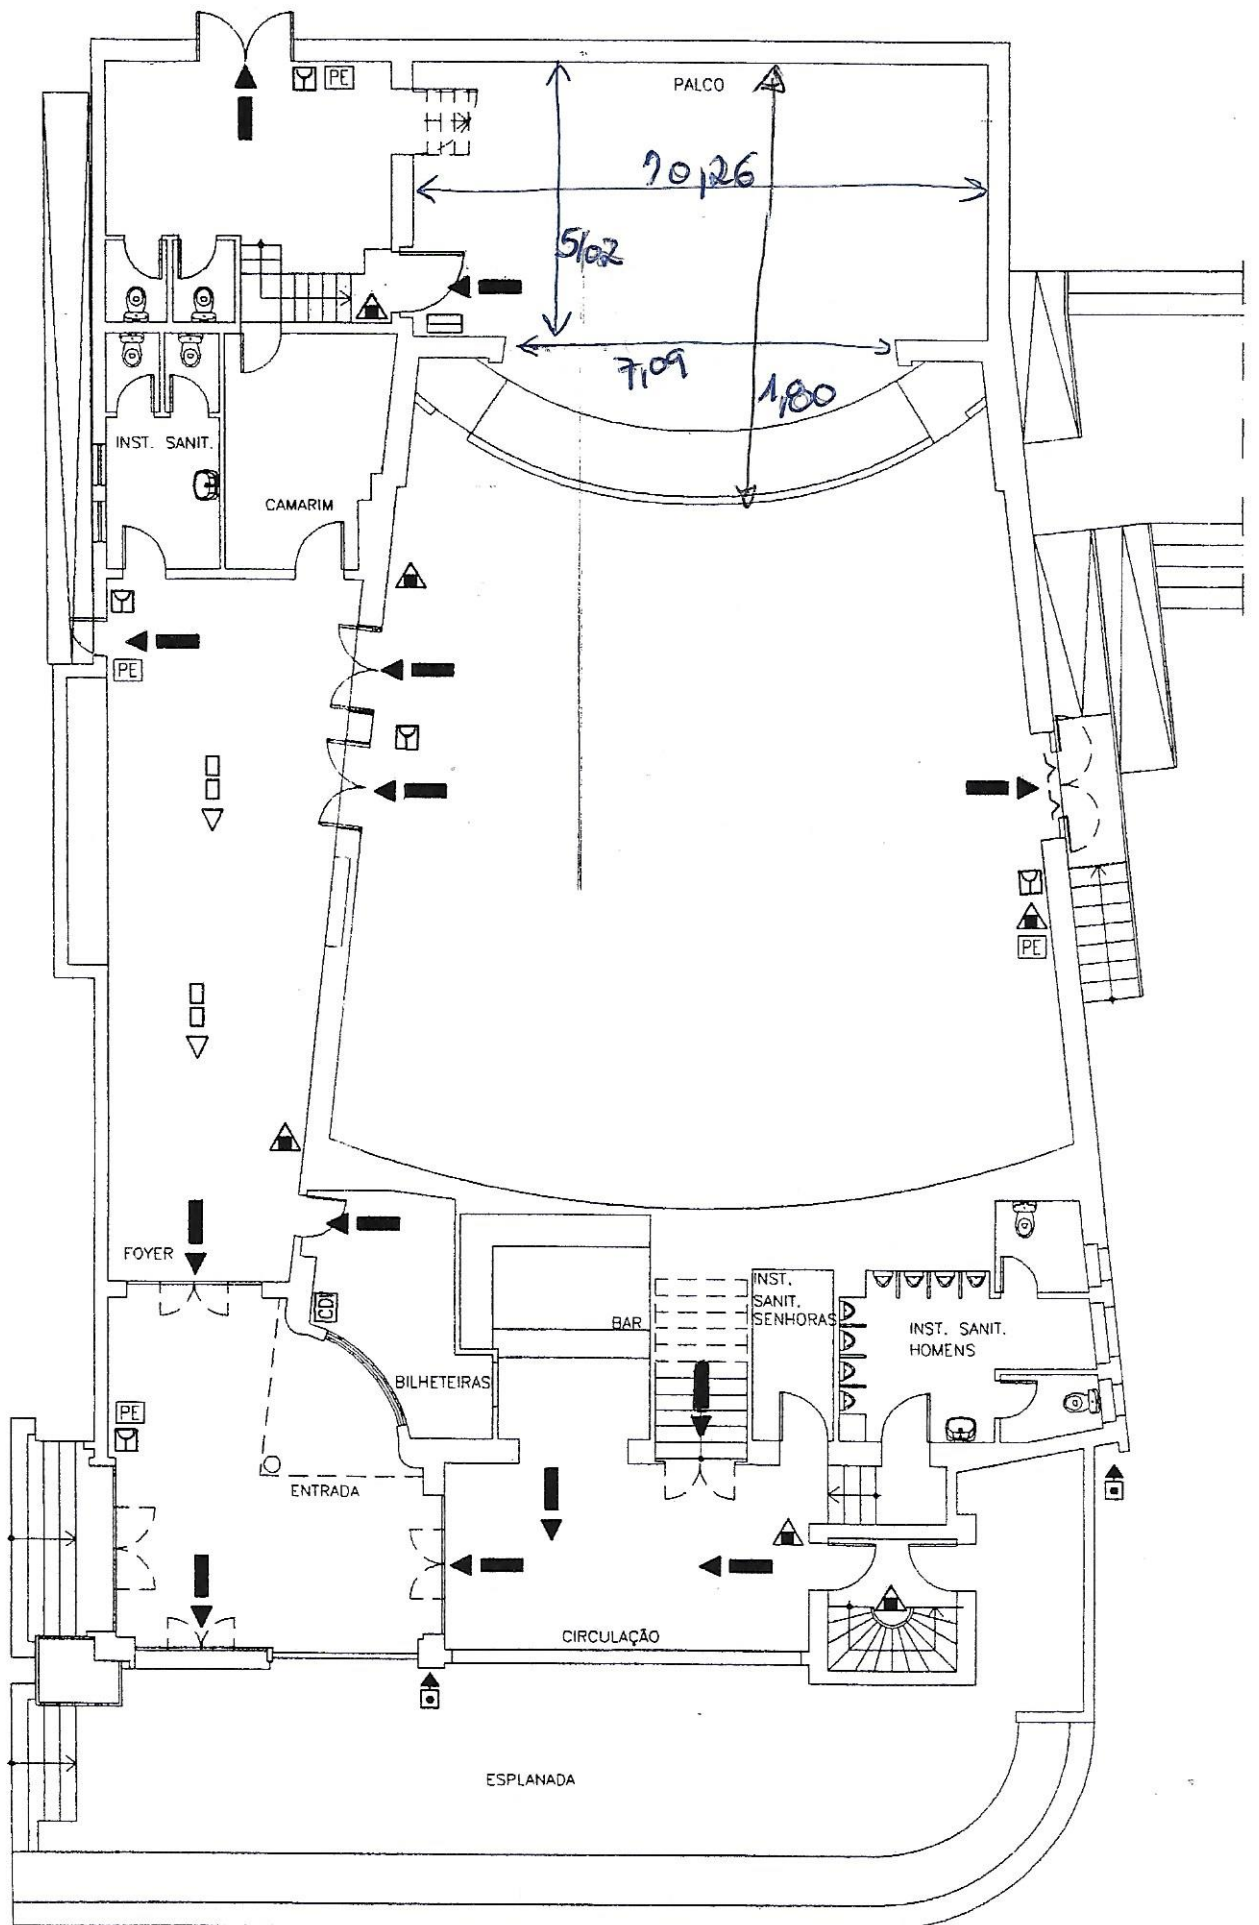 PE
PALCO
10,26
5,02
7,09
1,80
INST. SANIT.
CAMARIM
PE
PE
FOYER
CDI
BAR
INST.
SANIT.
SENHORAS
INST. SANIT.
HOMENS
BILHETEIRAS
PE
ENTRADA
CIRCULAÇÃO
ESPLANADA